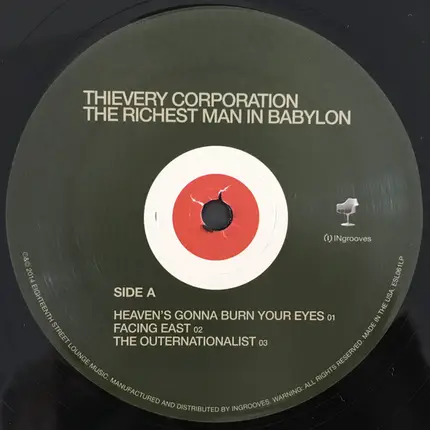 THIEVERY CORPORATION
THE RICHEST MAN IN BABYLON
INgrooves
SIDE A
HEAVEN'S GONNA BURN YOUR EYES 01
FACING EAST 02
THE OUTERNATIONALIST 03
©&℗ 2014 EIGHTEENTH STREET LOUNGE MUSIC. MANUFACTURED AND DISTRIBUTED BY INGROOVES. WARNING: ALL RIGHTS RESERVED. MADE IN THE USA. ESL061LP